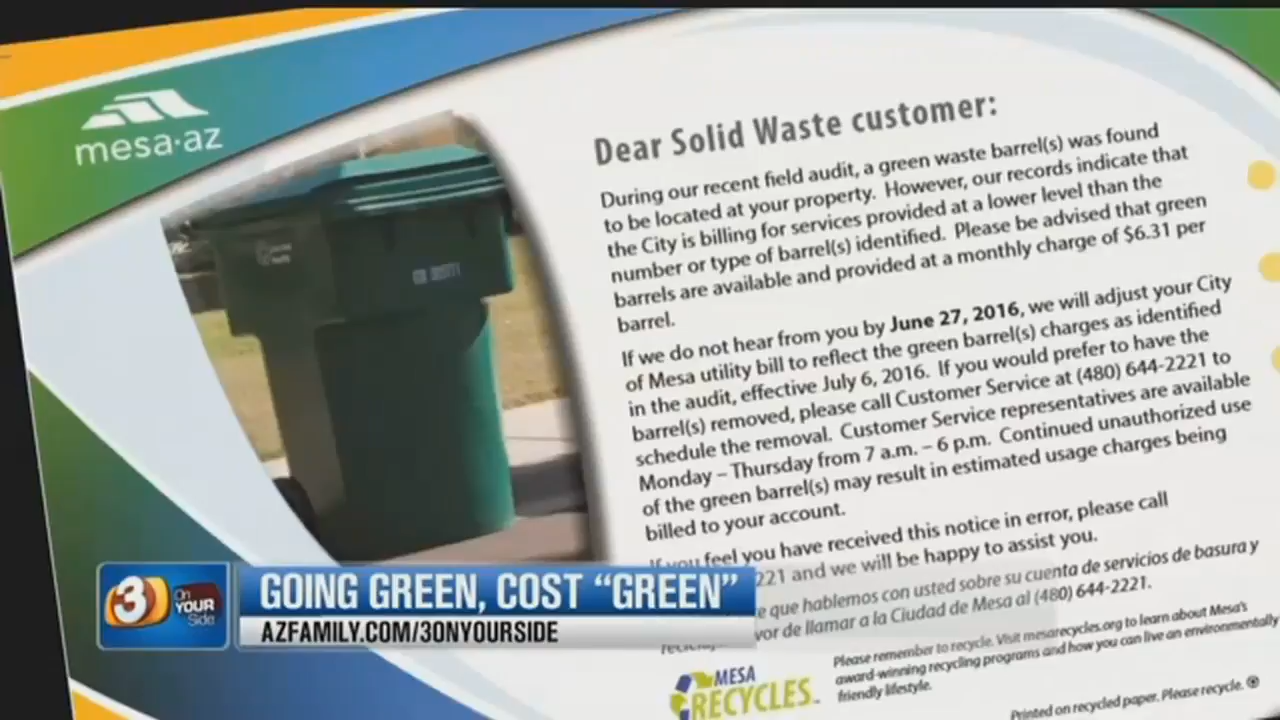 mesa·az
Dear Solid Waste customer:
During our recent field audit, a green waste barrel(s) was found
to be located at your property. However, our records indicate that
the City is billing for services provided at a lower level than the
number or type of barrel(s) identified. Please be advised that green
barrels are available and provided at a monthly charge of $6.31 per
barrel.
If we do not hear from you by June 27, 2016, we will adjust your City
of Mesa utility bill to reflect the green barrel(s) charges as identified
in the audit, effective July 6, 2016. If you would prefer to have the
barrel(s) removed, please call Customer Service at (480) 644-2221 to
schedule the removal. Customer Service representatives are available
Monday – Thursday from 7 a.m. – 6 p.m. Continued unauthorized use
of the green barrel(s) may result in estimated usage charges being
billed to your account.
If you feel you have received this notice in error, please call
221 and we will be happy to assist you.
e que hablemos con usted sobre su cuenta de servicios de basura y
vor de llamar a la Ciudad de Mesa al (480) 644-2221.
Please remember to recycle. Visit mesarecycles.org to learn about Mesa's
award-winning recycling programs and how you can live an environmentally
friendly lifestyle.
MESA
RECYCLES
Printed on recycled paper. Please recycle.
3 On
YOUR
Side
GOING GREEN, COST "GREEN"
AZFAMILY.COM/3ONYOURSIDE